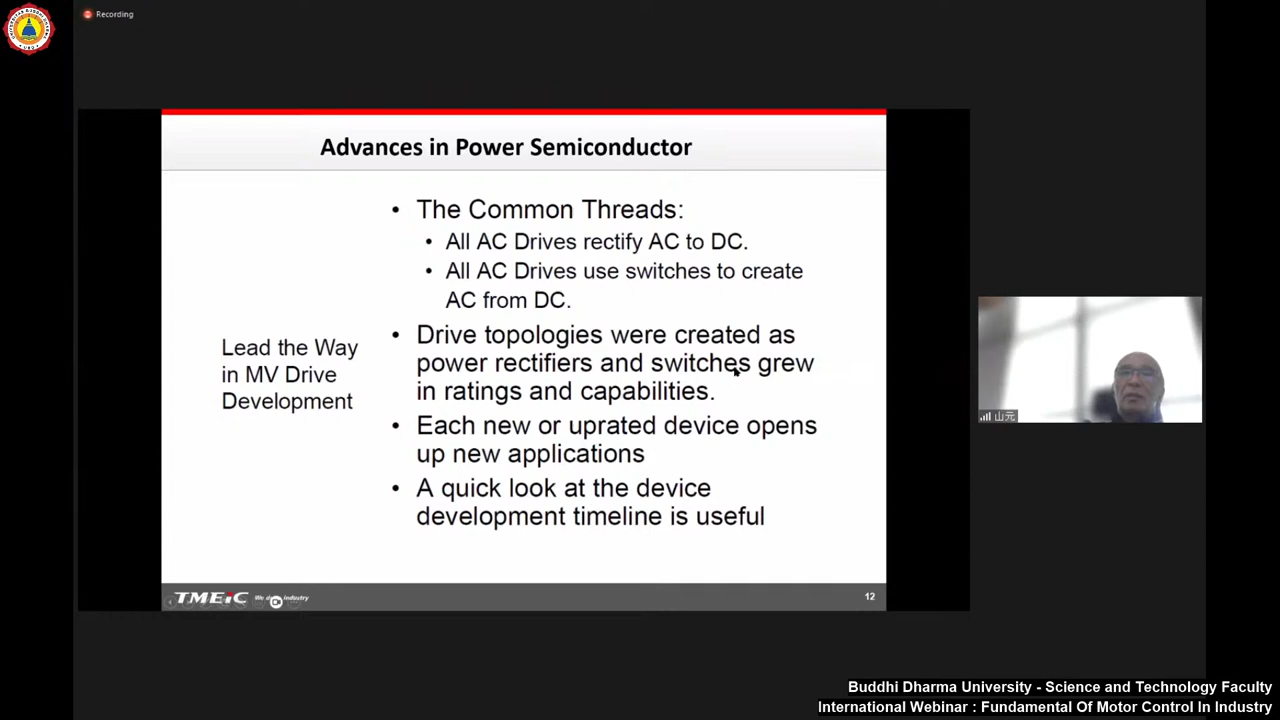 Recording
Advances in Power Semiconductor
• The Common Threads:
• All AC Drives rectify AC to DC.
• All AC Drives use switches to create
AC from DC.
Lead the Way
in MV Drive
Development
• Drive topologies were created as
power rectifiers and switches grew
in ratings and capabilities.
• Each new or uprated device opens
up new applications
• A quick look at the device
development timeline is useful
TMEiC
industry
12
山元
Buddhi Dharma University - Science and Technology Faculty
International Webinar : Fundamental Of Motor Control In Industry